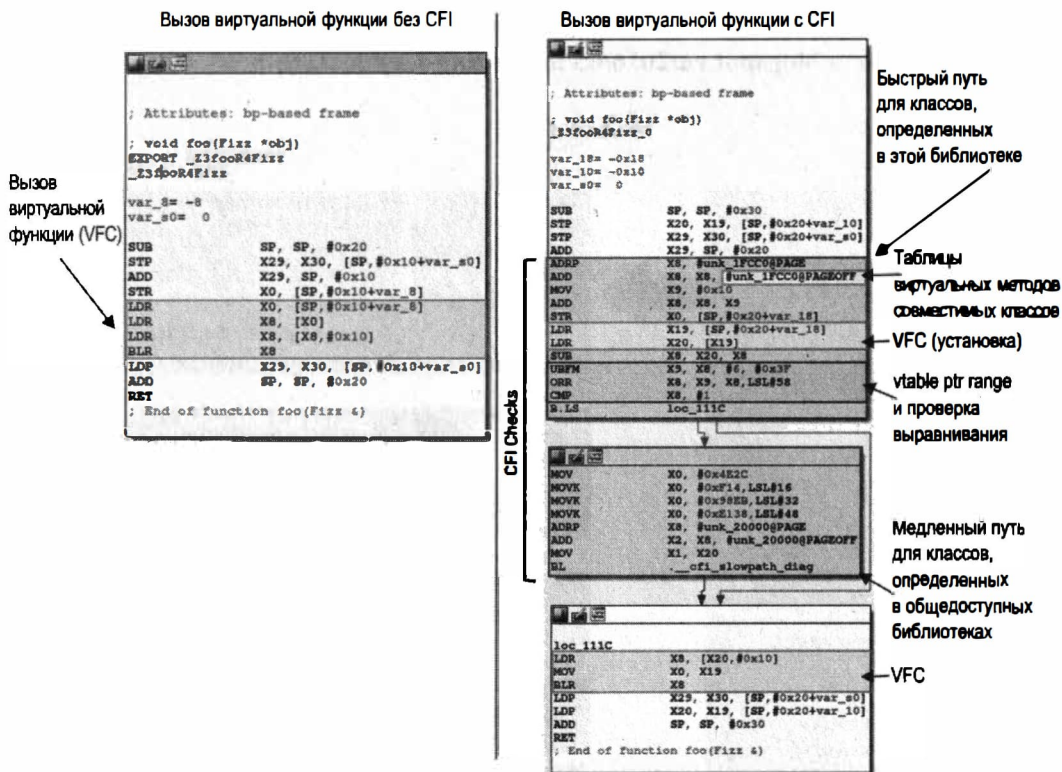 Вызов виртуальной функции без CFI
Вызов
виртуальной
функции (VFC)
; Attributes: bp-based frame
; void foo(Fizz *obj)
EXPORT _Z3fooR4Fizz
_Z3fooR4Fizz
var_8= -8
var_s0= 0
SUB SP, SP, #0x20
STP X29, X30, [SP,#0x10+var_s0]
ADD X29, SP, #0x10
STR X0, [SP,#0x10+var_8]
LDR X0, [SP,#0x10+var_8]
LDR X8, [X0]
LDR X8, [X8,#0x10]
BLR X8
LDP X29, X30, [SP,#0x10+var_s0]
ADD SP, SP, #0x20
RET
; End of function foo(Fizz &)
Вызов виртуальной функции с CFI
CFI Checks
; Attributes: bp-based frame
; void foo(Fizz *obj)
_Z3fooR4Fizz_0
var_18= -0x18
var_10= -0x10
var_s0= 0
SUB SP, SP, #0x30
STP X20, X19, [SP,#0x20+var_10]
STP X29, X30, [SP,#0x20+var_s0]
ADD X29, SP, #0x20
ADRP X8, #unk_1FCC0@PAGE
ADD X8, X8, #unk_1FCC0@PAGEOFF
MOV X9, #0x10
ADD X8, X8, X9
STR X0, [SP,#0x20+var_18]
LDR X19, [SP,#0x20+var_18]
LDR X20, [X19]
SUB X8, X20, X8
UBFM X9, X8, #6, #0x3F
ORR X8, X9, X8,LSL#58
CMP X8, #1
B.LS loc_111C
MOV X0, #0x4E2C
MOVK X0, #0xF14,LSL#16
MOVK X0, #0x98EB,LSL#32
MOVK X0, #0xE138,LSL#48
ADRP X8, #unk_20000@PAGE
ADD X2, X8, #unk_20000@PAGEOFF
MOV X1, X20
BL .__cfi_slowpath_diag
loc_111C
LDR X8, [X20,#0x10]
MOV X0, X19
BLR X8
LDP X29, X30, [SP,#0x20+var_s0]
LDP X20, X19, [SP,#0x20+var_10]
ADD SP, SP, #0x30
RET
; End of function foo(Fizz &)
Быстрый путь
для классов,
определенных
в этой библиотеке
Таблицы
виртуальных методов
совместимых классов
VFC (установка)
vtable ptr range
и проверка
выравнивания
Медленный путь
для классов,
определенных
в общедоступных
библиотеках
VFC